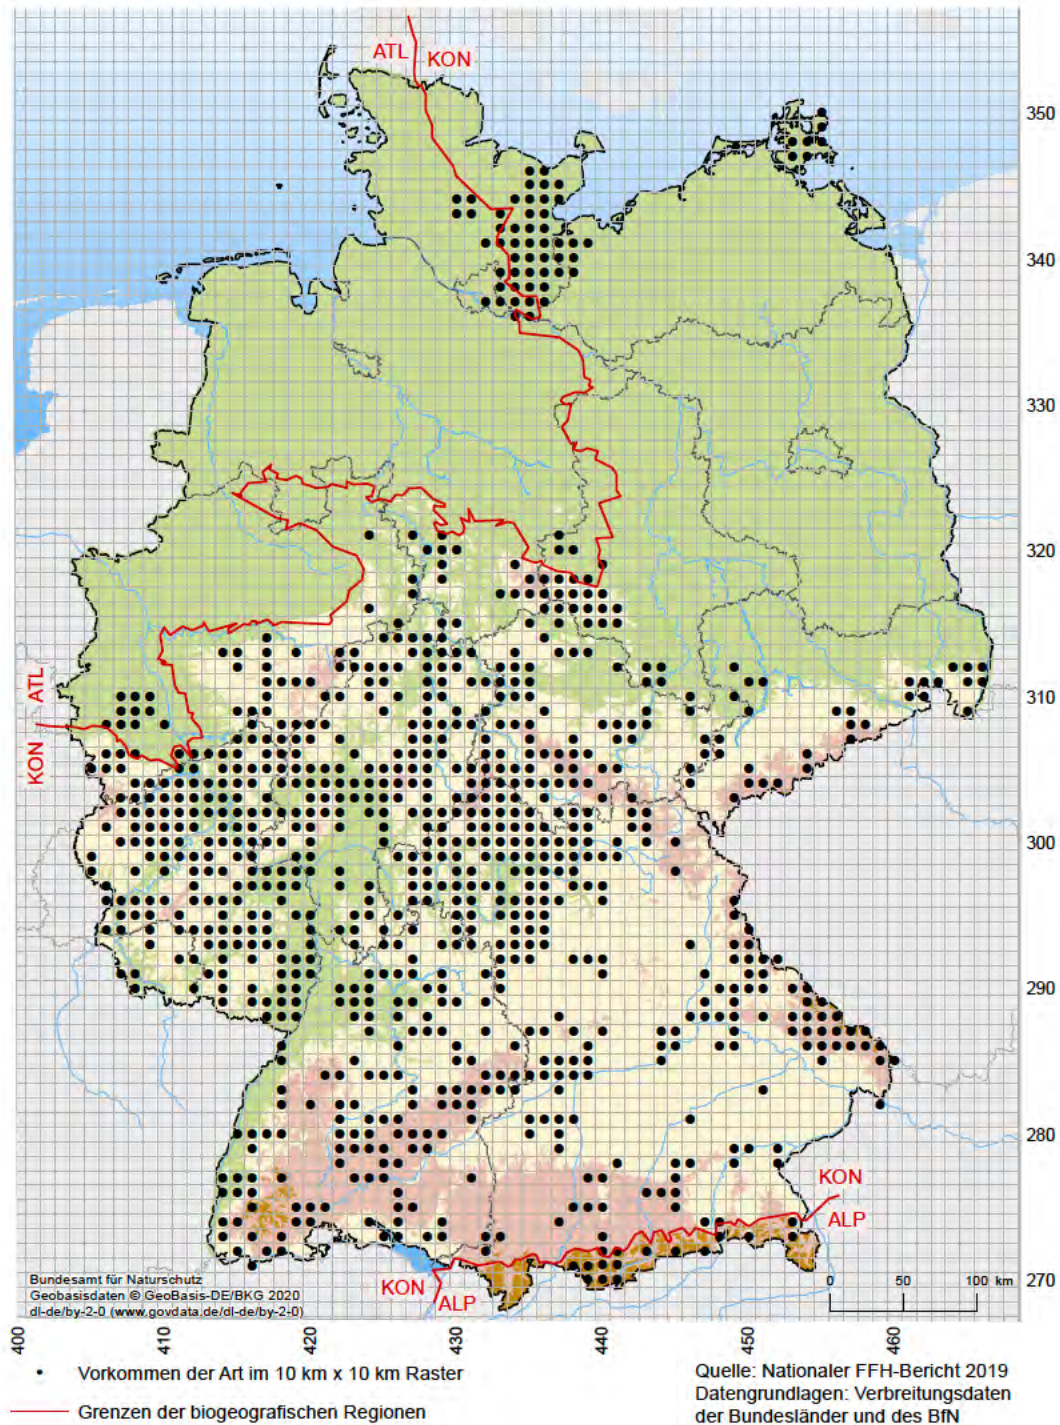 ATL KON
350
340
330
320
ATL
310
KON
300
290
280
KON
ALP
KON
ALP
270
Bundesamt für Naturschutz
Geobasisdaten © GeoBasis-DE/BKG 2020
dl-de/by-2-0 (www.govdata.de/dl-de/by-2-0)
0 50 100 km
400 410 420 430 440 450 460
Vorkommen der Art im 10 km x 10 km Raster
Grenzen der biogeografischen Regionen
Quelle: Nationaler FFH-Bericht 2019
Datengrundlagen: Verbreitungsdaten
der Bundesländer und des BfN